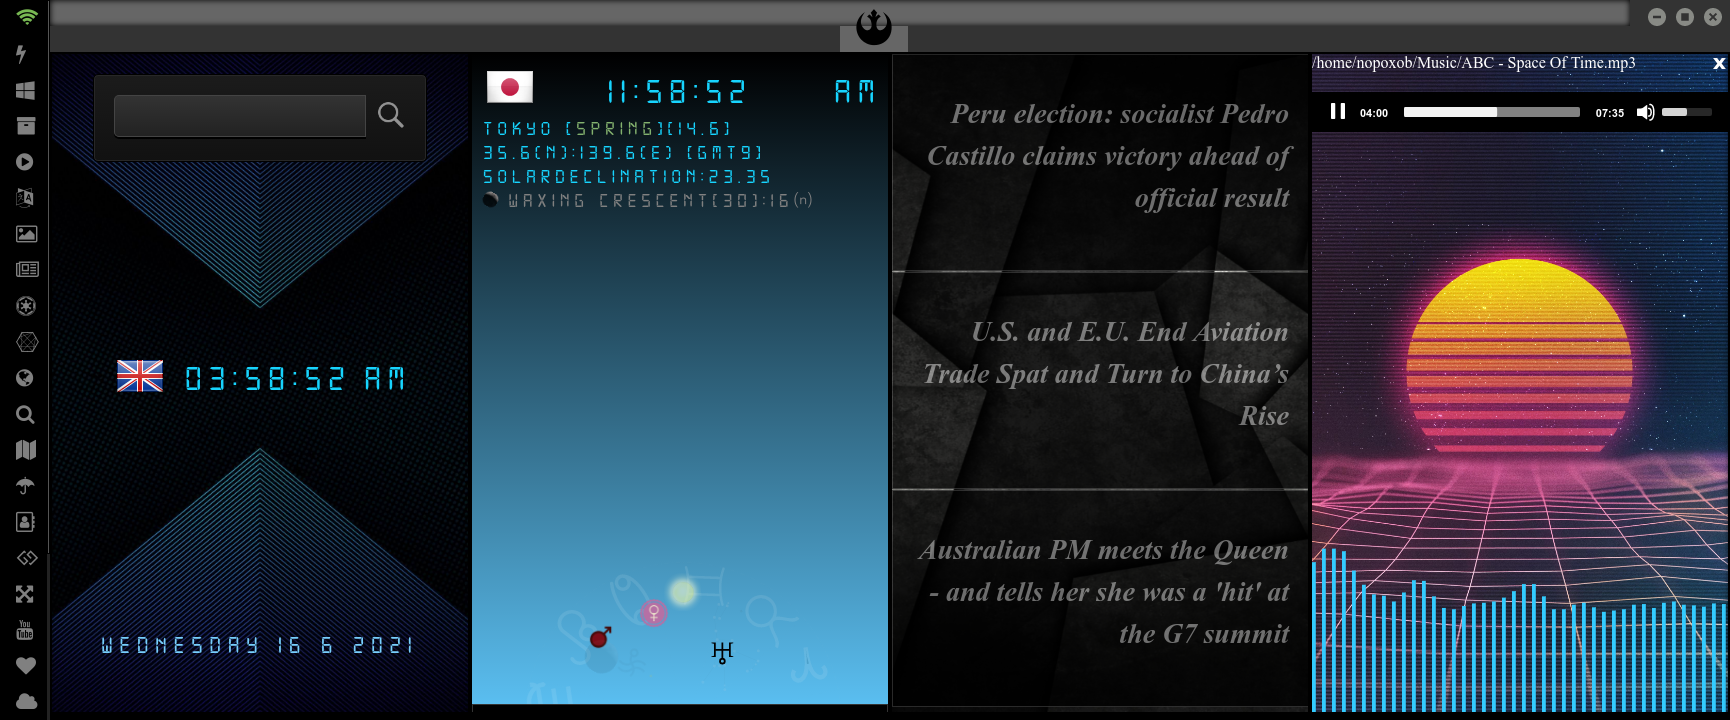 03:58:52 AM
WEDNESDAY 16 6 2021
11:58:52 AM
TOKYO [SPRING][14.6]
35.6(N):139.6(E) [GMT9]
SOLARDECLINATION:23.35
WAXING CRESCENT(30):16(n)
Peru election: socialist Pedro
Castillo claims victory ahead of
official result
U.S. and E.U. End Aviation
Trade Spat and Turn to China’s
Rise
Australian PM meets the Queen
- and tells her she was a 'hit' at
the G7 summit
/home/nopoxob/Music/ABC - Space Of Time.mp3 x
04:00 07:35
You
Tube